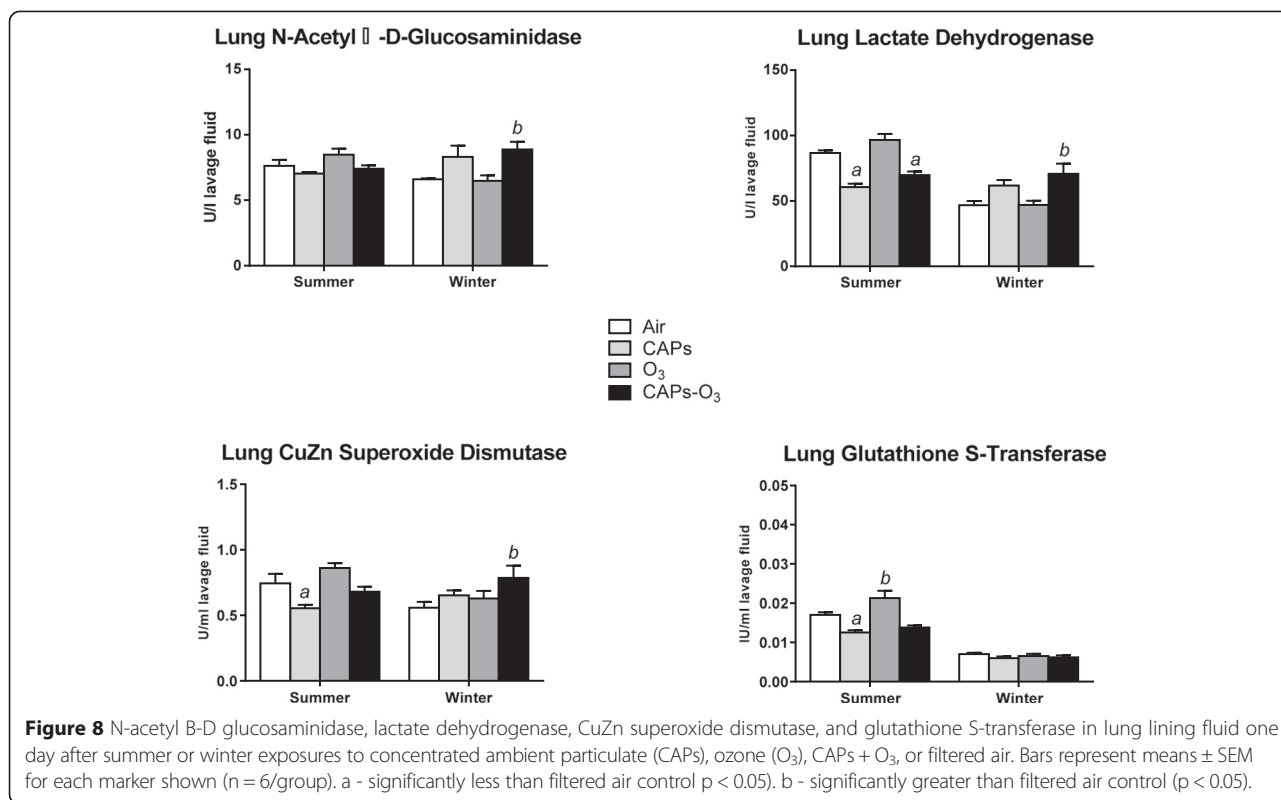 Lung N-Acetyl ▯ -D-Glucosaminidase
15
10
5
0
U/l lavage fluid
b
Summer
Winter
Lung Lactate Dehydrogenase
150
100
50
0
U/l lavage fluid
a
a
b
Summer
Winter
Air
CAPs
O₃
CAPs-O₃
Lung CuZn Superoxide Dismutase
1.5
1.0
0.5
0.0
U/ml lavage fluid
a
b
Summer
Winter
Lung Glutathione S-Transferase
0.05
0.04
0.03
0.02
0.01
0.00
IU/ml lavage fluid
a
b
Summer
Winter
Figure 8 N-acetyl B-D glucosaminidase, lactate dehydrogenase, CuZn superoxide dismutase, and glutathione S-transferase in lung lining fluid one
day after summer or winter exposures to concentrated ambient particulate (CAPs), ozone (O₃), CAPs + O₃, or filtered air. Bars represent means ± SEM
for each marker shown (n = 6/group). a - significantly less than filtered air control p < 0.05). b - significantly greater than filtered air control (p < 0.05).